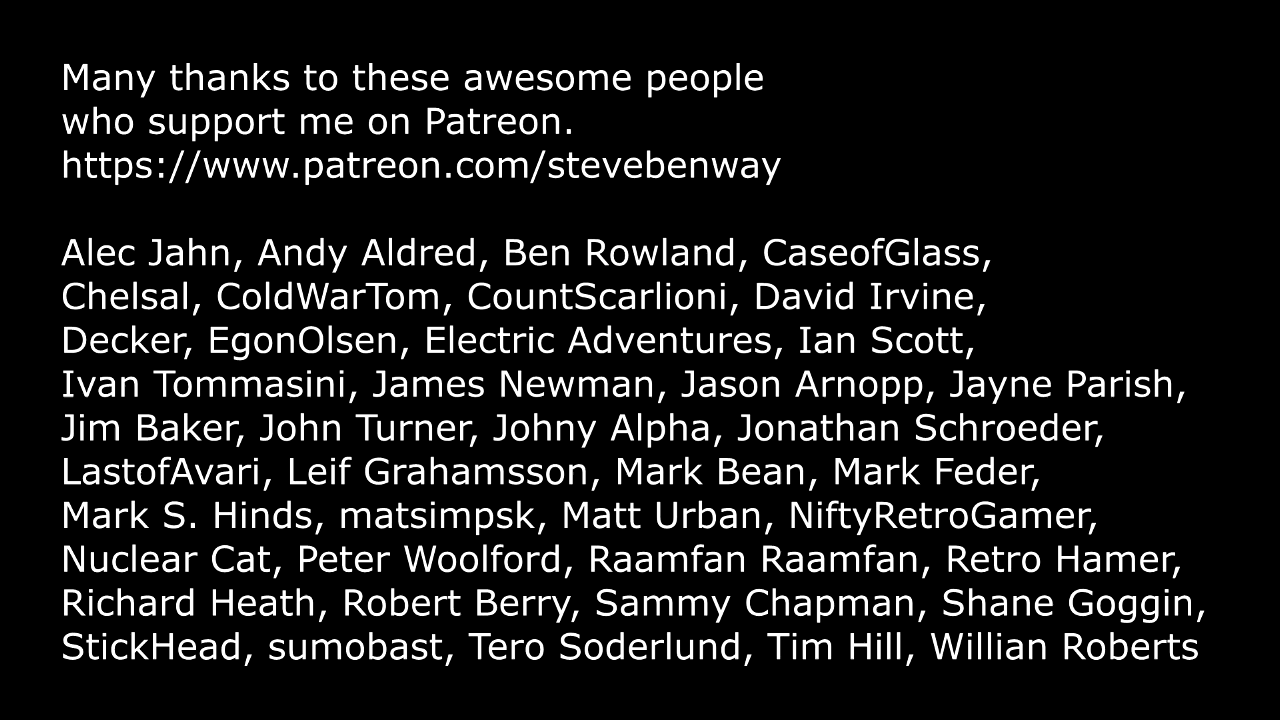 Many thanks to these awesome people
who support me on Patreon.
https://www.patreon.com/stevebenway
Alec Jahn, Andy Aldred, Ben Rowland, CaseofGlass,
Chelsal, ColdWarTom, CountScarlioni, David Irvine,
Decker, EgonOlsen, Electric Adventures, Ian Scott,
Ivan Tommasini, James Newman, Jason Arnopp, Jayne Parish,
Jim Baker, John Turner, Johny Alpha, Jonathan Schroeder,
LastofAvari, Leif Grahamsson, Mark Bean, Mark Feder,
Mark S. Hinds, matsimpsk, Matt Urban, NiftyRetroGamer,
Nuclear Cat, Peter Woolford, Raamfan Raamfan, Retro Hamer,
Richard Heath, Robert Berry, Sammy Chapman, Shane Goggin,
StickHead, sumobast, Tero Soderlund, Tim Hill, Willian Roberts